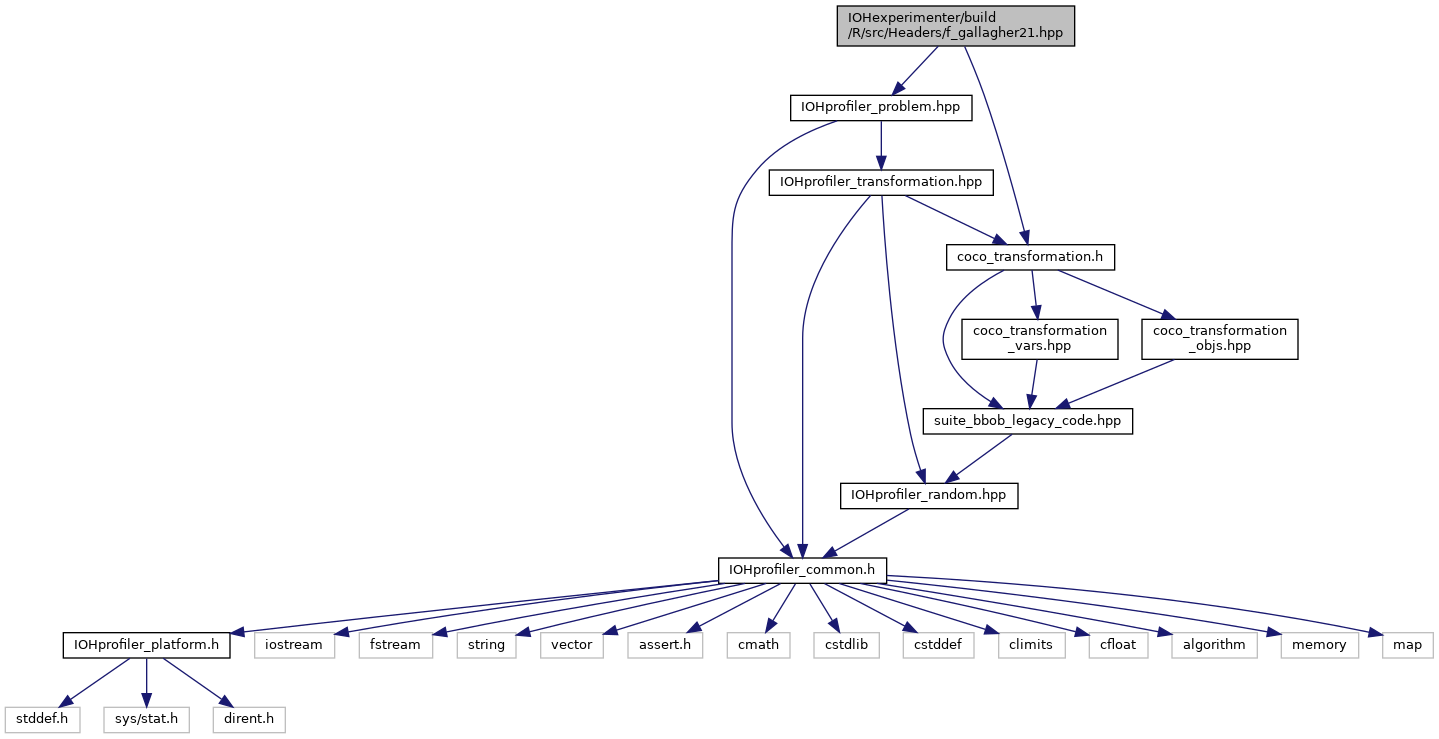 IOHexperimenter/build
/R/src/Headers/f_gallagher21.hpp
IOHprofiler_problem.hpp
IOHprofiler_transformation.hpp
coco_transformation.h
coco_transformation
_vars.hpp
coco_transformation
_objs.hpp
suite_bbob_legacy_code.hpp
IOHprofiler_random.hpp
IOHprofiler_common.h
IOHprofiler_platform.h
iostream
fstream
string
vector
assert.h
cmath
cstdlib
cstddef
climits
cfloat
algorithm
memory
map
stddef.h
sys/stat.h
dirent.h